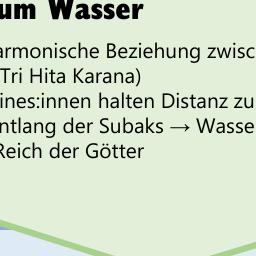 um Wasser
armonische Beziehung zwisc
Tri Hita Karana)
ines:innen halten Distanz zu
ntlang der Subaks → Wasse
Reich der Götter